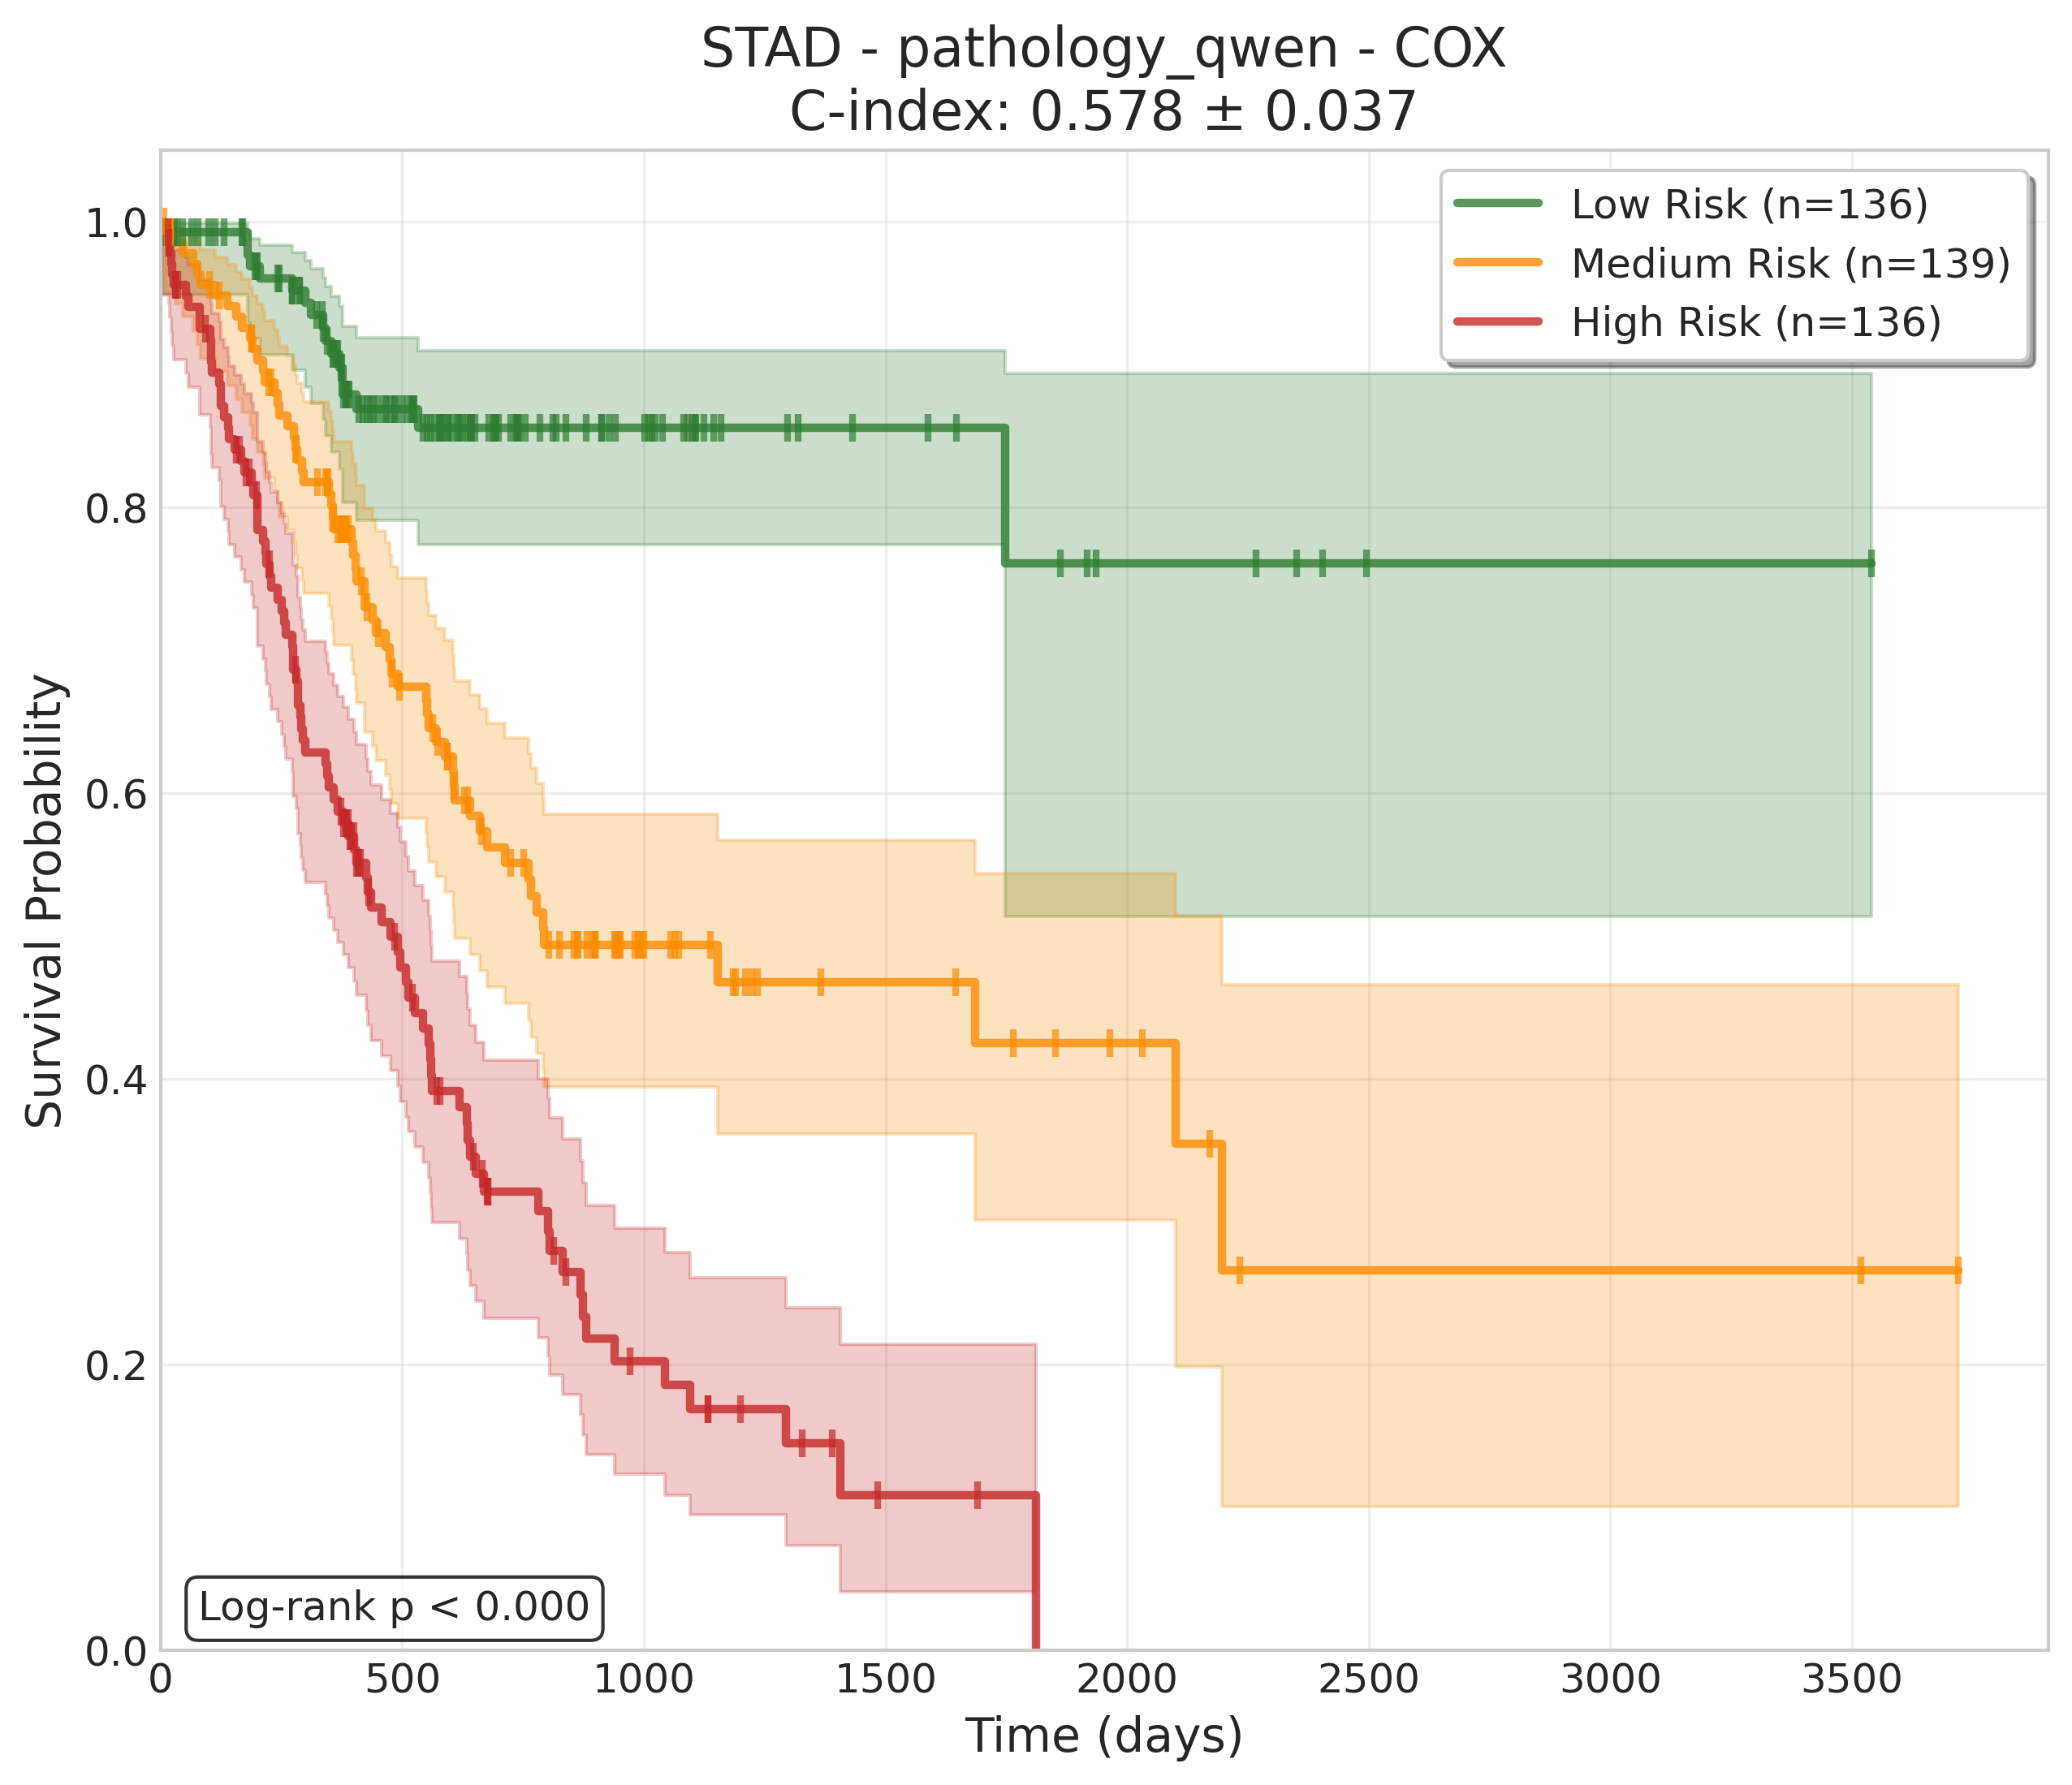 STAD - pathology_qwen - COX
C-index: 0.578 ± 0.037
Low Risk (n=136)
Medium Risk (n=139)
High Risk (n=136)
Survival Probability
1.0
0.8
0.6
0.4
0.2
0.0
Log-rank p < 0.000
0 500 1000 1500 2000 2500 3000 3500
Time (days)